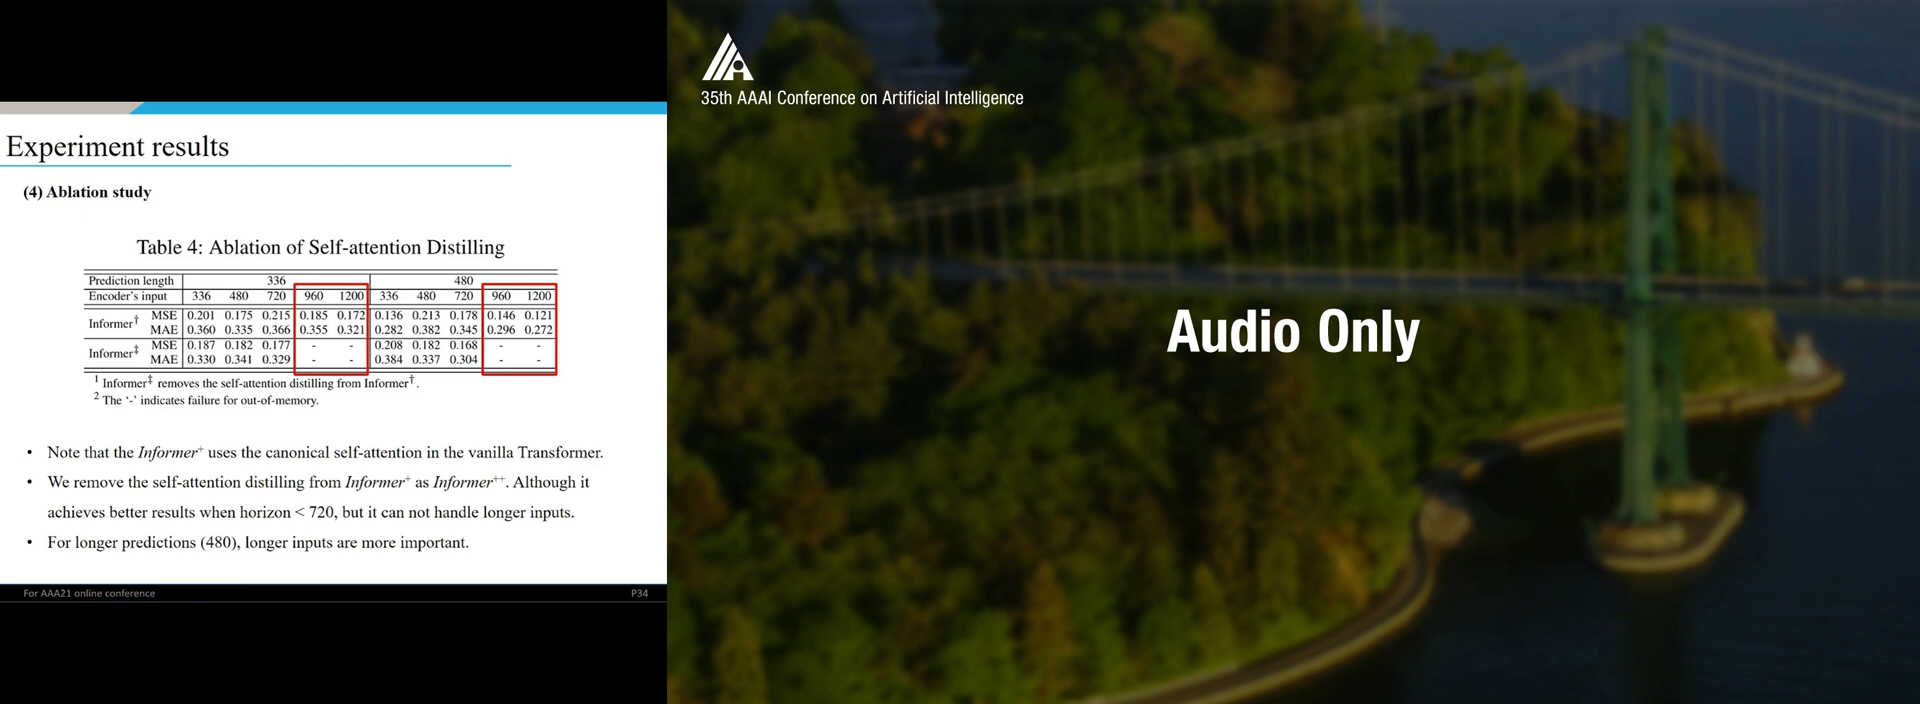 Experiment results
(4) Ablation study
Table 4: Ablation of Self-attention Distilling
Prediction length 336 480
Encoder's input 336 480 720 960 1200 336 480 720 960 1200
Informer† MSE 0.201 0.175 0.215 0.185 0.172 0.136 0.213 0.178 0.146 0.121
MAE 0.360 0.335 0.366 0.355 0.321 0.282 0.382 0.345 0.296 0.272
Informer‡ MSE 0.187 0.182 0.177 - - 0.208 0.182 0.168 - -
MAE 0.330 0.341 0.329 - - 0.384 0.337 0.304 - -
1 Informer‡ removes the self-attention distilling from Informer†.
2 The '-' indicates failure for out-of-memory.
• Note that the Informer+ uses the canonical self-attention in the vanilla Transformer.
• We remove the self-attention distilling from Informer+ as Informer++. Although it
achieves better results when horizon < 720, but it can not handle longer inputs.
• For longer predictions (480), longer inputs are more important.
For AAA21 online conference P34
35th AAAI Conference on Artificial Intelligence
Audio Only